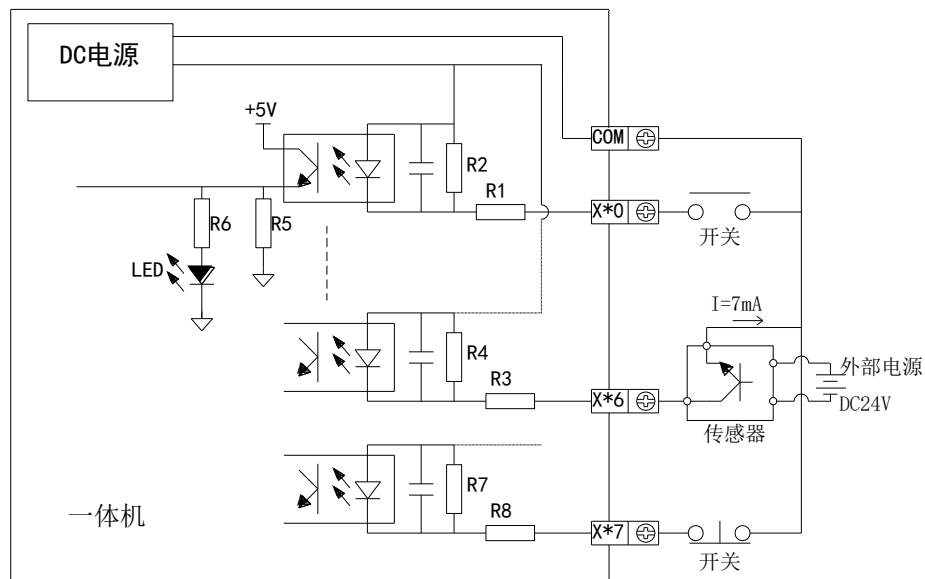 DC电源
+5V
COM
R2
R1
X*0
R6
R5
开关
LED
I=7mA
R4
外部电源
R3
X*6
DC24V
传感器
R7
一体机
R8
X*7
开关